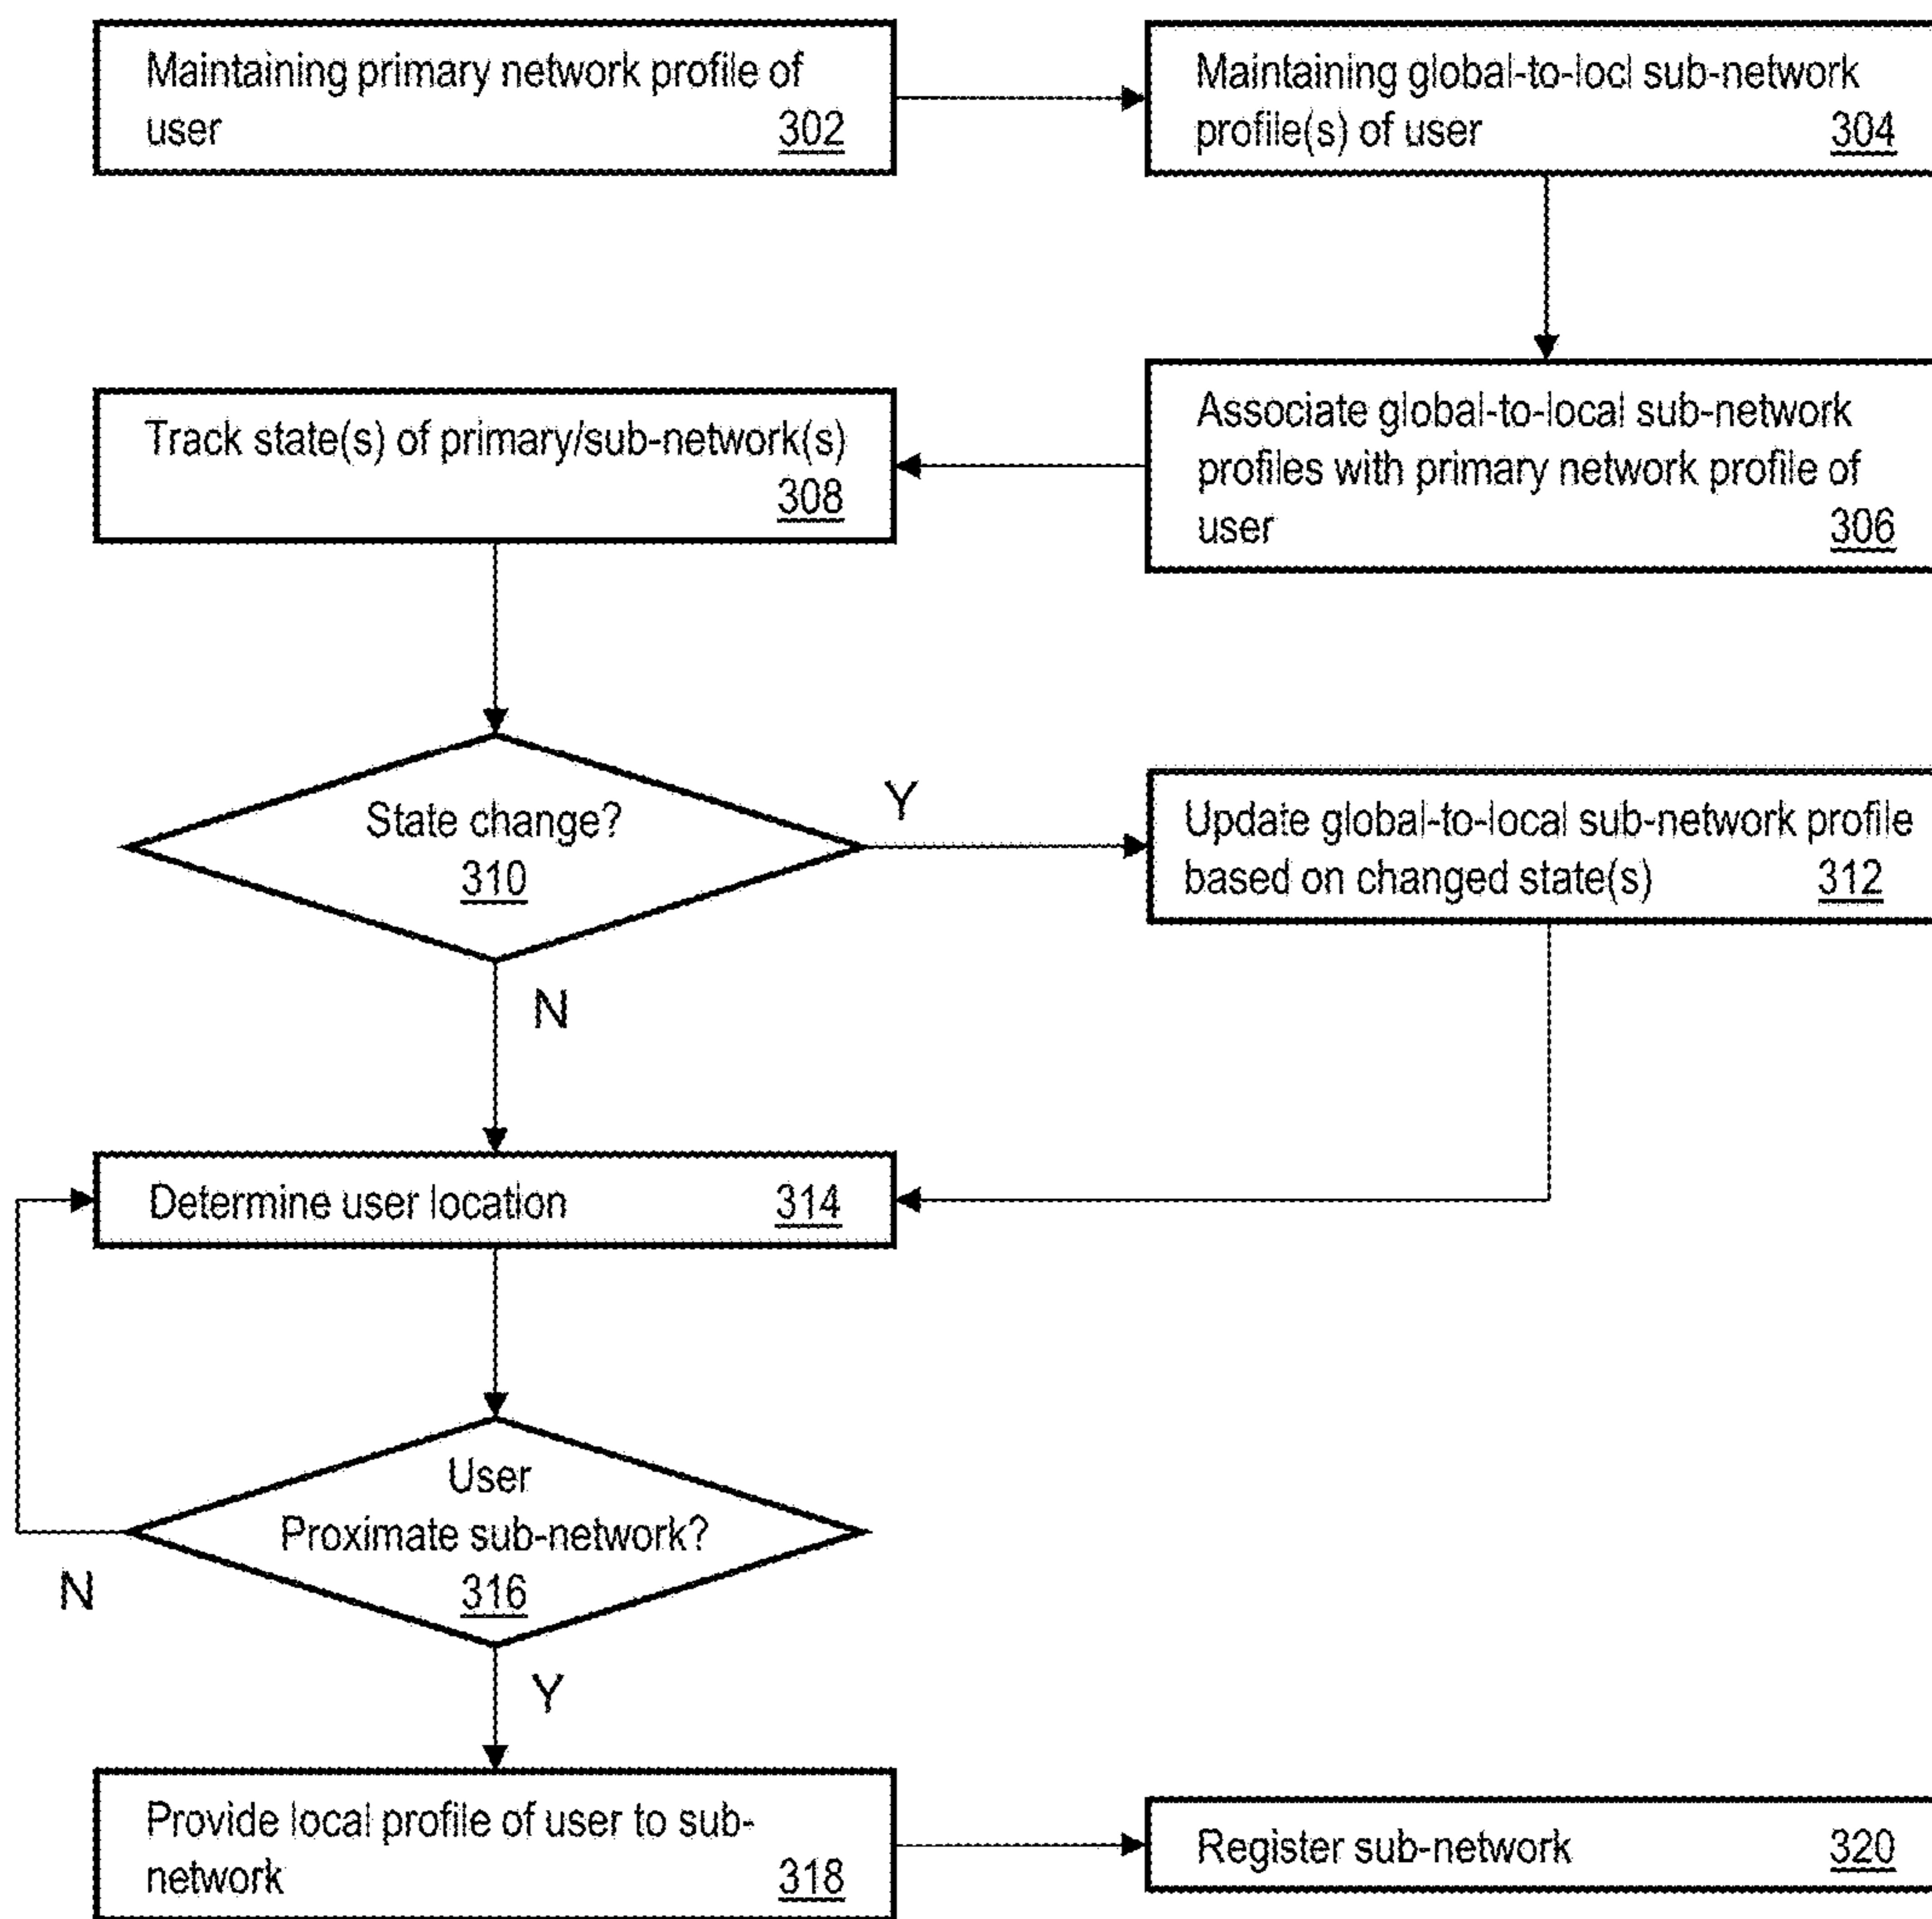 Maintaining primary network profile of
user 302
Maintaining global-to-locl sub-network
profile(s) of user 304
Associate global-to-local sub-network
profiles with primary network profile of
user 306
Track state(s) of primary/sub-network(s)
308
State change?
310
Y
Update global-to-local sub-network profile
based on changed state(s) 312
N
Determine user location 314
User
Proximate sub-network?
316
N
Y
Provide local profile of user to sub-
network 318
Register sub-network 320